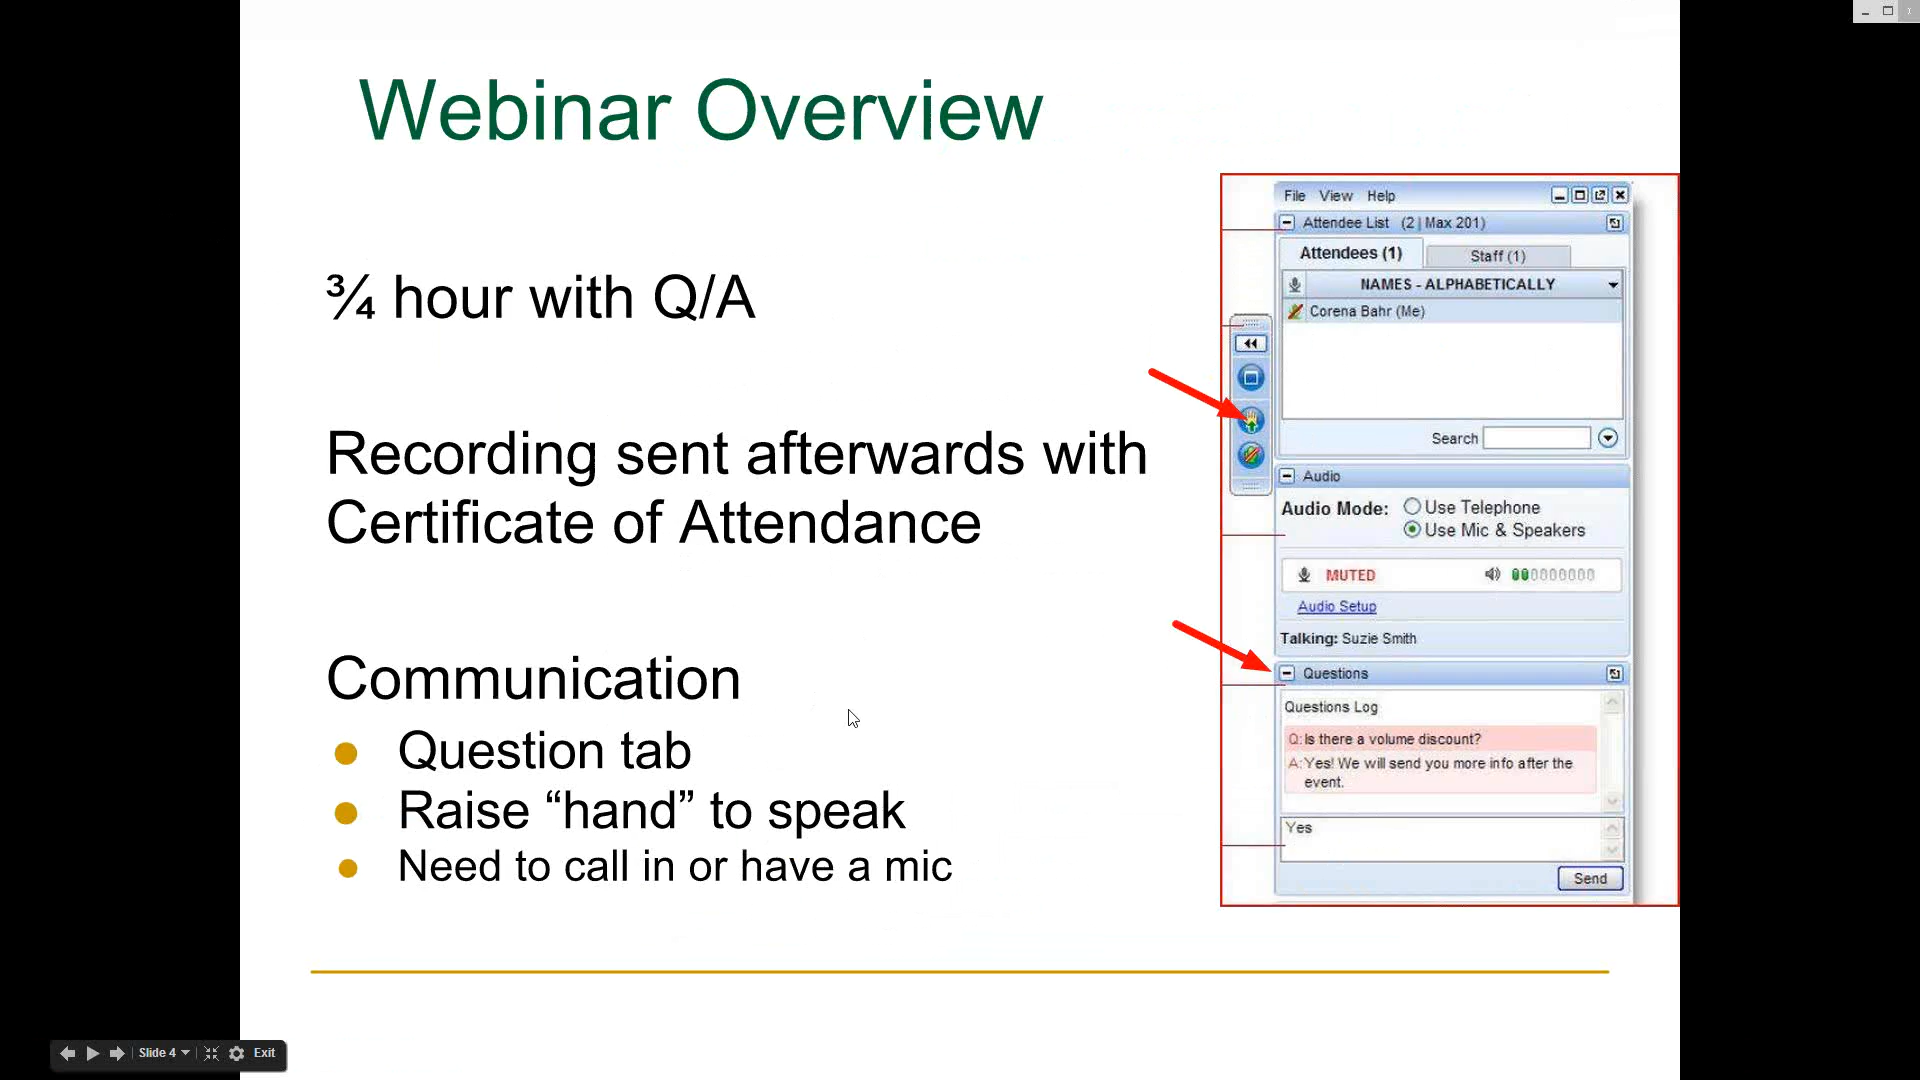 Webinar Overview
¾ hour with Q/A
Recording sent afterwards with
Certificate of Attendance
Communication
Question tab
Raise “hand” to speak
Need to call in or have a mic
File View Help
Attendee List (2 | Max 201)
Attendees (1) Staff (1)
NAMES - ALPHABETICALLY
Corena Bahr (Me)
Search
Audio
Audio Mode: Use Telephone
Use Mic & Speakers
MUTED
Audio Setup
Talking: Suzie Smith
Questions
Questions Log
Q: Is there a volume discount?
A: Yes! We will send you more info after the
event.
Yes
Send
Slide 4 Exit